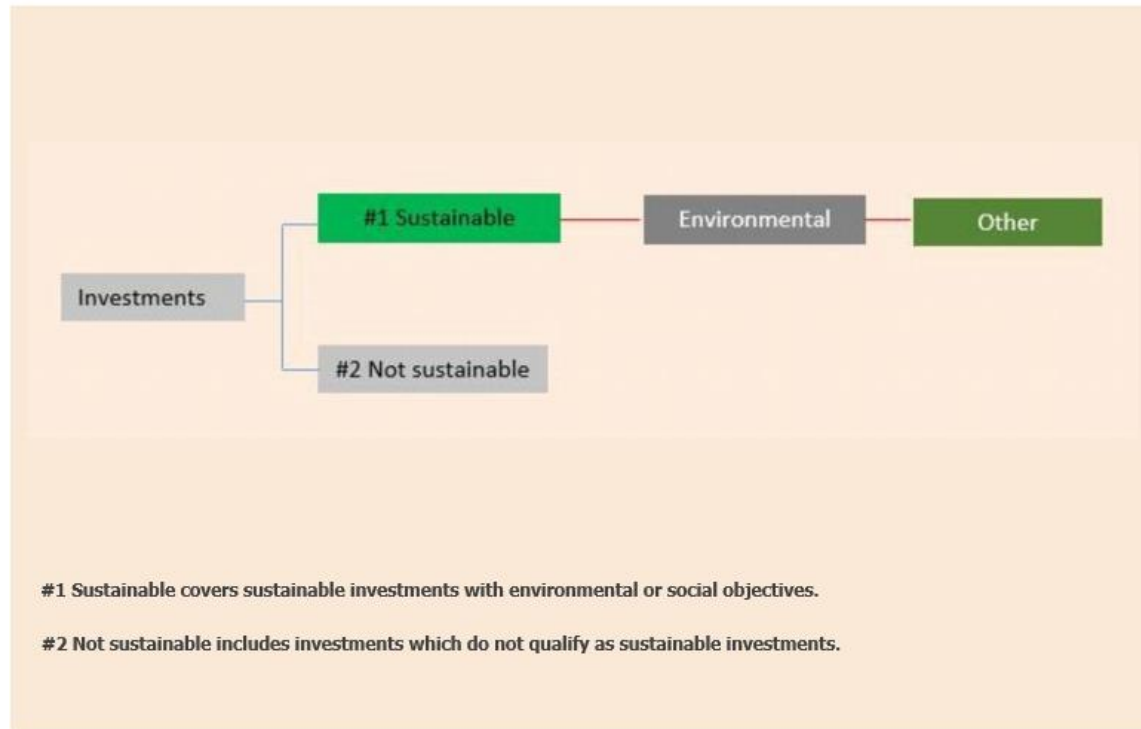 #1 Sustainable
Environmental
Other
Investments
#2 Not sustainable
#1 Sustainable covers sustainable investments with environmental or social objectives.
#2 Not sustainable includes investments which do not qualify as sustainable investments.